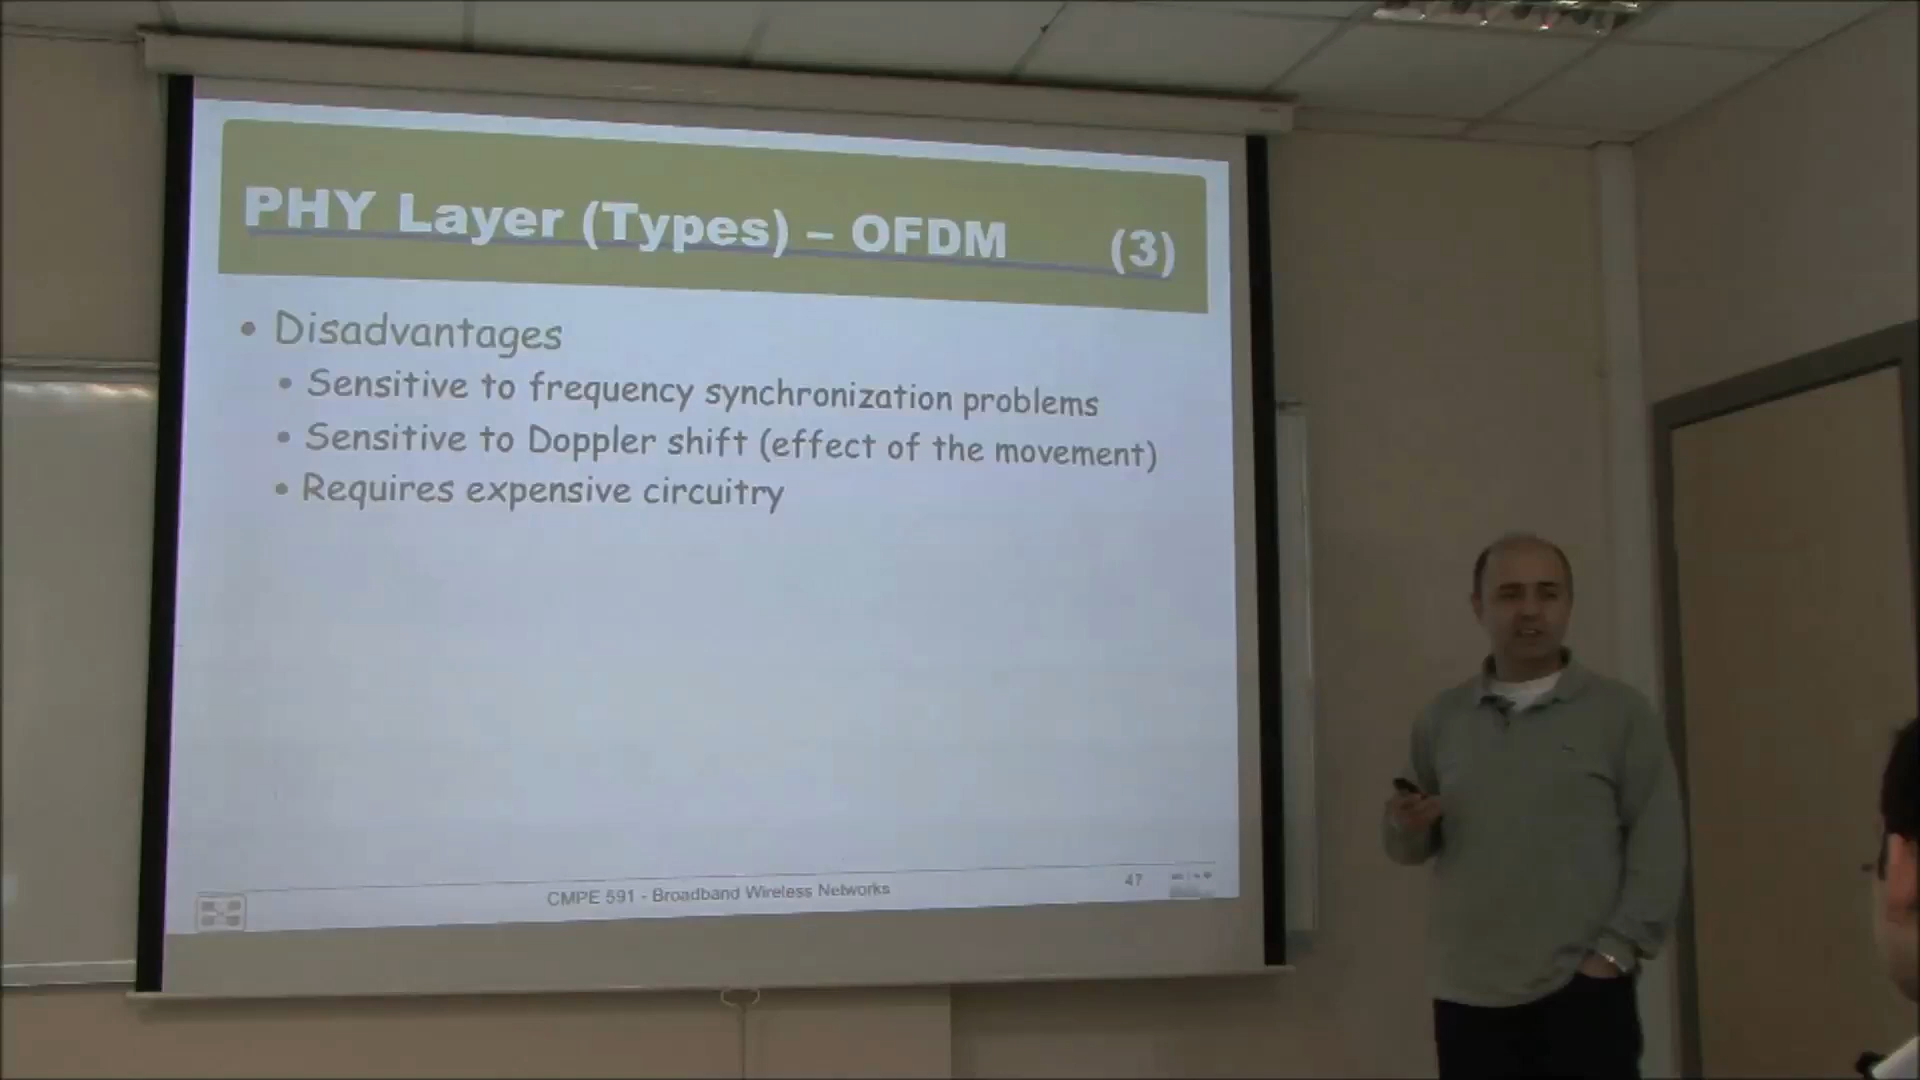 PHY Layer (Types) – OFDM (3)
• Disadvantages
• Sensitive to frequency synchronization problems
• Sensitive to Doppler shift (effect of the movement)
• Requires expensive circuitry
CMPE 591 - Broadband Wireless Networks 47